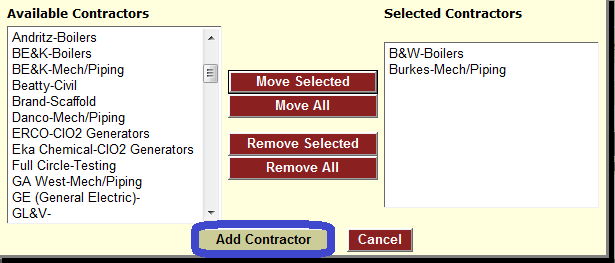 Available Contractors
Andritz-Boilers
BE&K-Boilers
BE&K-Mech/Piping
Beatty-Civil
Brand-Scaffold
Danco-Mech/Piping
ERCO-ClO2 Generators
Eka Chemical-ClO2 Generators
Full Circle-Testing
GA West-Mech/Piping
GE (General Electric)-
GL&V-
Move Selected
Move All
Remove Selected
Remove All
Selected Contractors
B&W-Boilers
Burkes-Mech/Piping
Add Contractor
Cancel